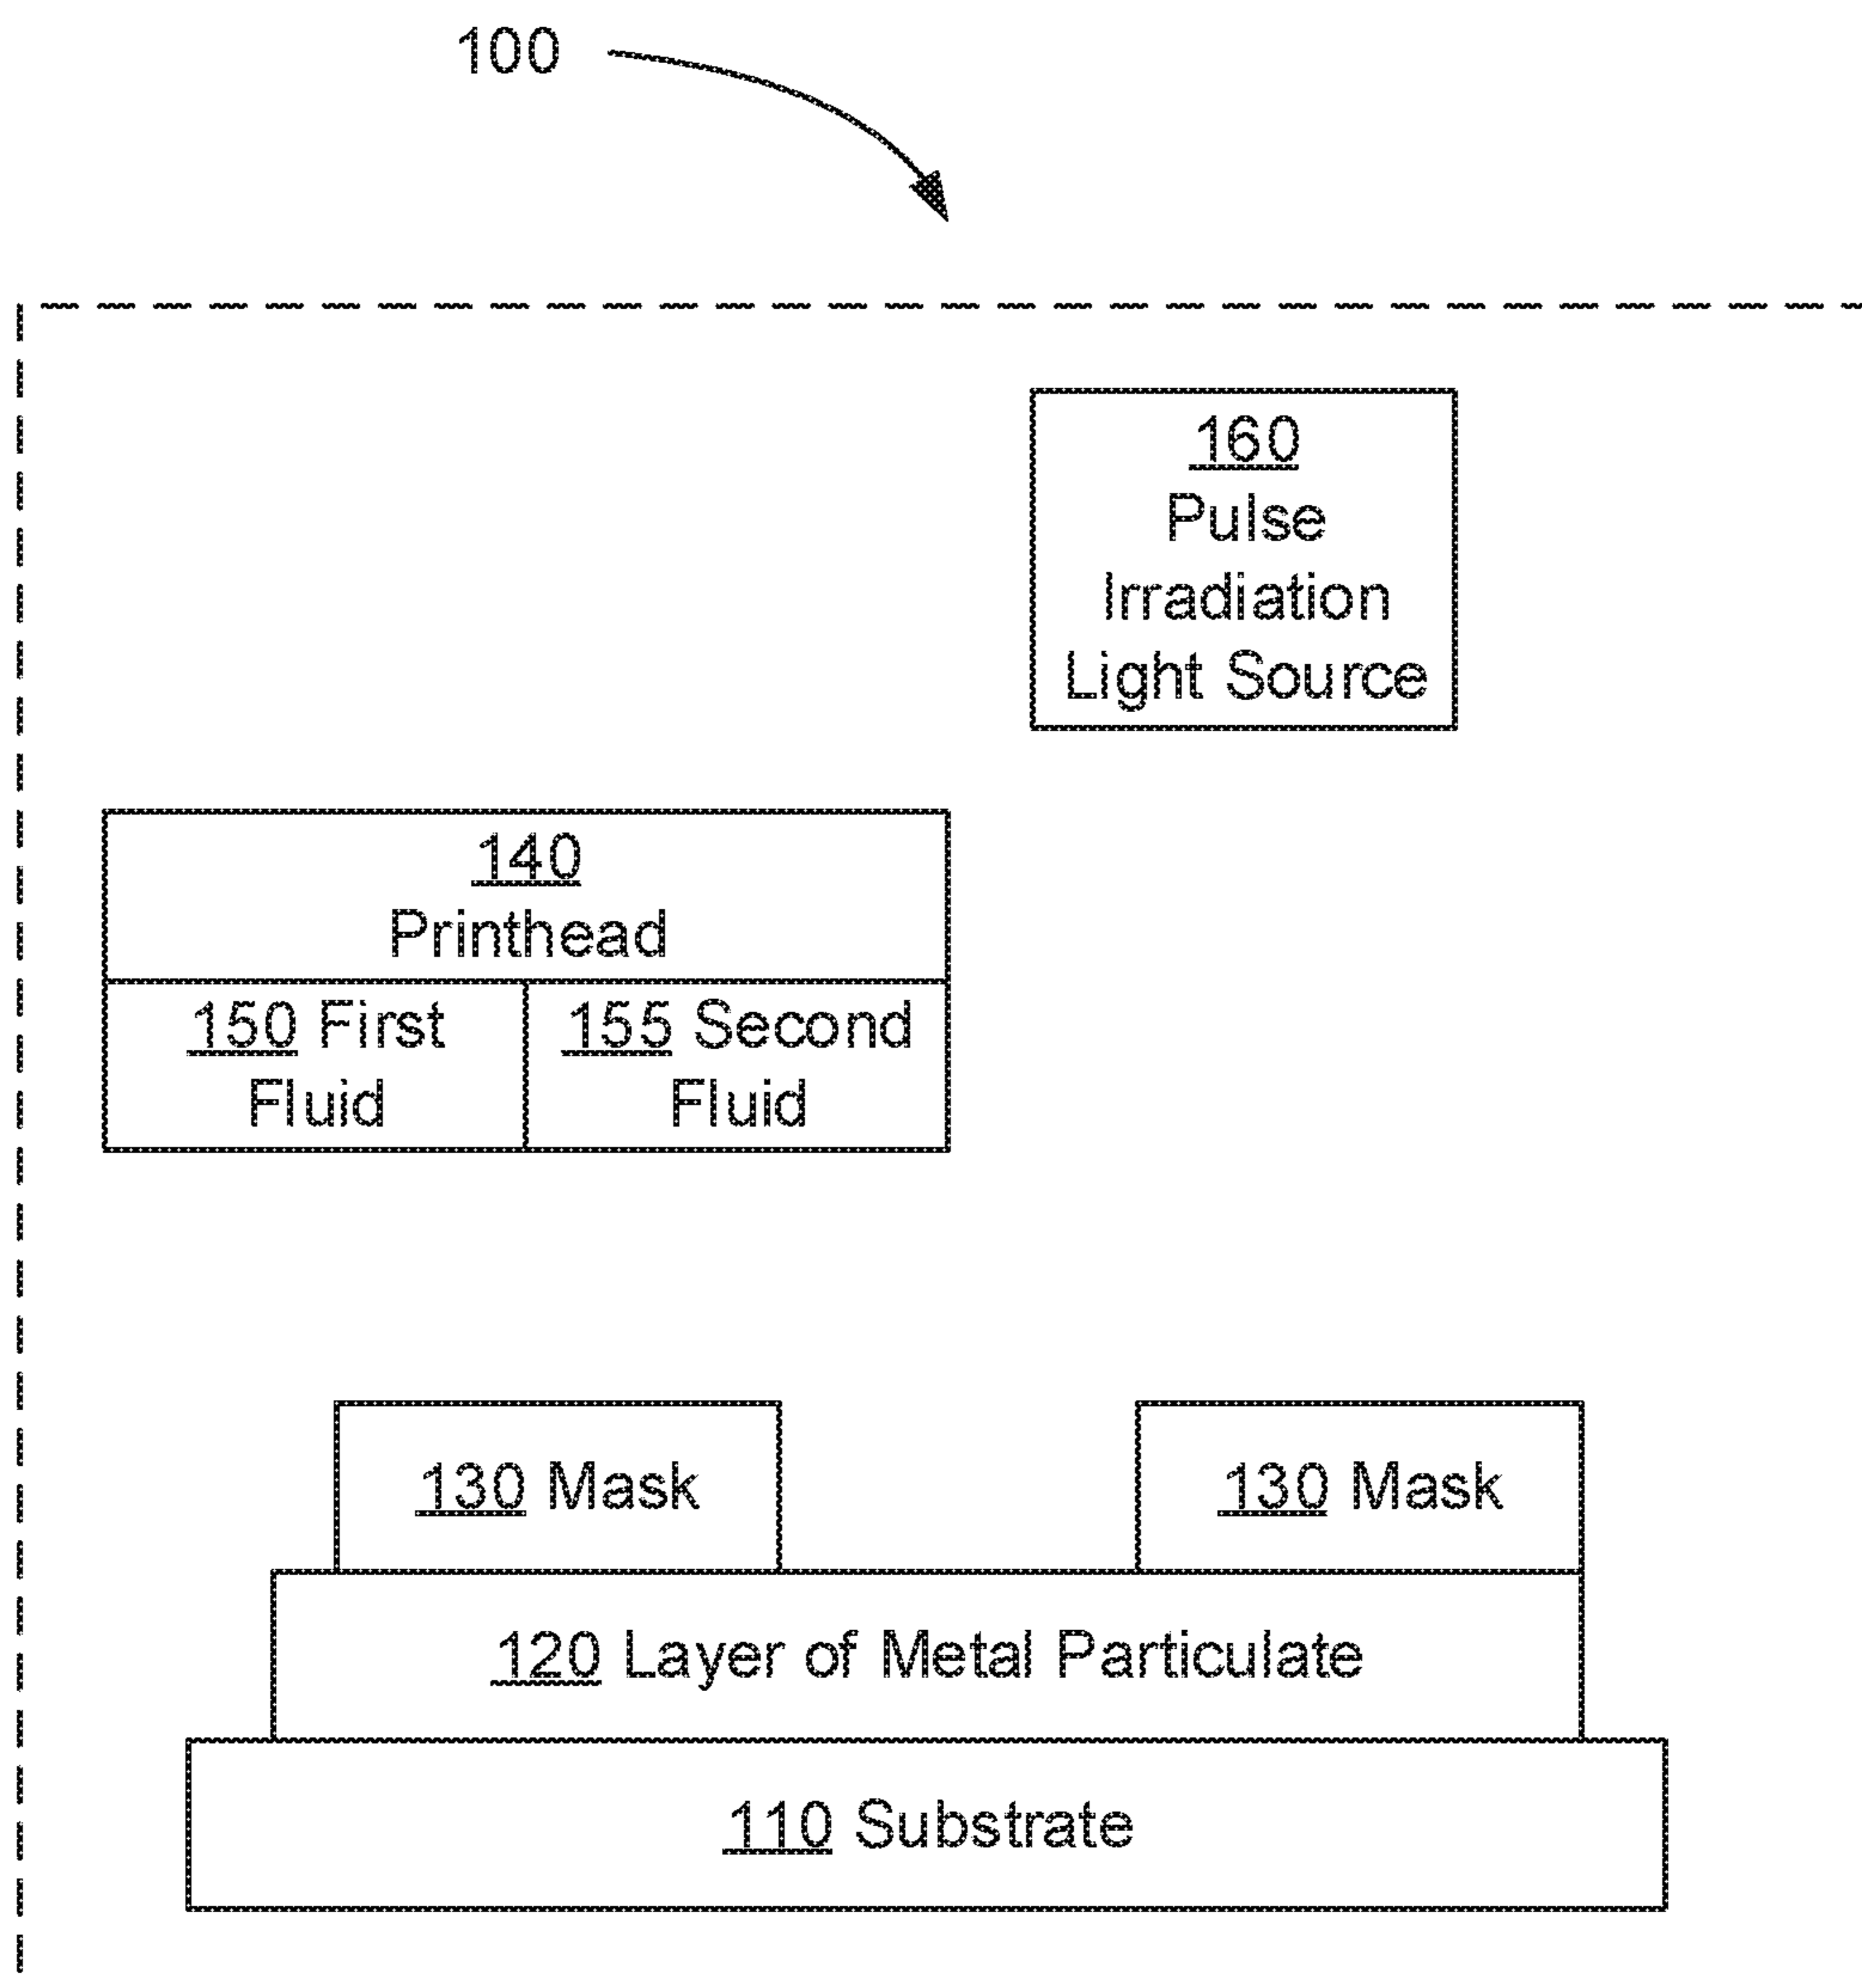 100
160
Pulse
Irradiation
Light Source
140
Printhead
150 First
Fluid
155 Second
Fluid
130 Mask
130 Mask
120 Layer of Metal Particulate
110 Substrate